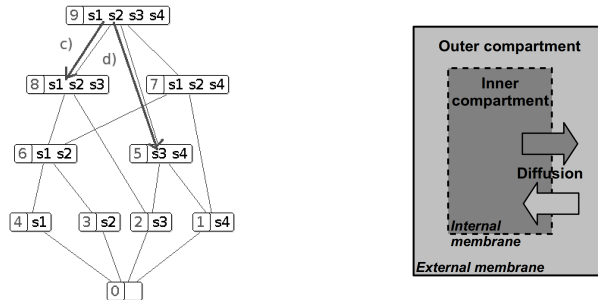 9 s1 s2 s3 s4
c)
d)
8 s1 s2 s3
7 s1 s2 s4
6 s1 s2
5 s3 s4
4 s1
3 s2
2 s3
1 s4
0
Outer compartment
Inner
compartment
Diffusion
Internal
membrane
External membrane